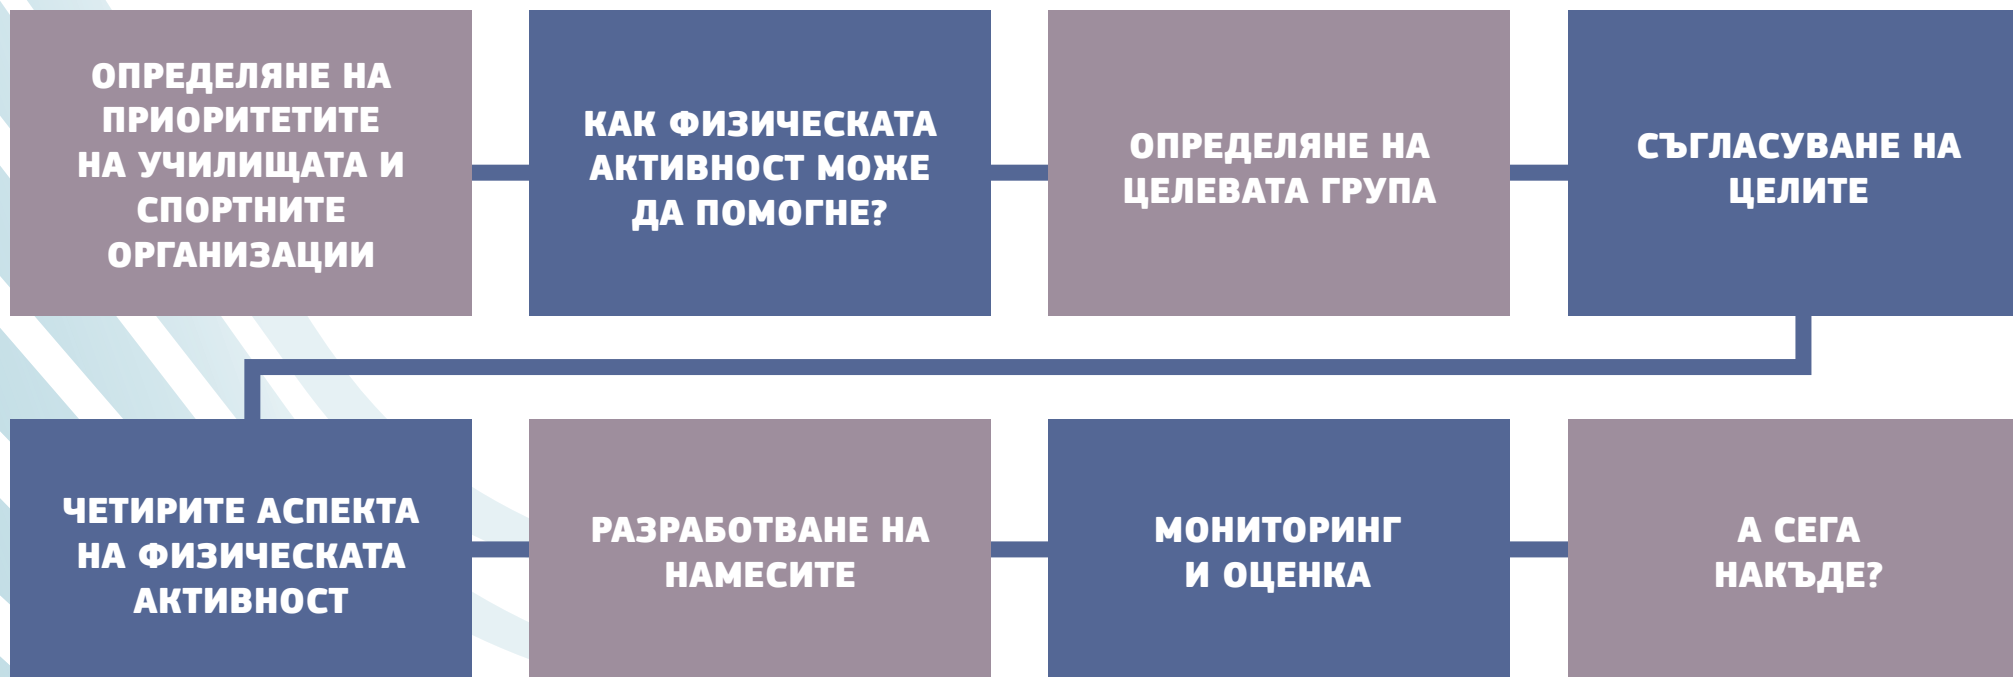 ОПРЕДЕЛЯНЕ НА
ПРИОРИТЕТИТЕ
НА УЧИЛИЩАТА И
СПОРТНИТЕ
ОРГАНИЗАЦИИ
КАК ФИЗИЧЕСКАТА
АКТИВНОСТ МОЖЕ
ДА ПОМОГНЕ?
ОПРЕДЕЛЯНЕ НА
ЦЕЛЕВАТА ГРУПА
СЪГЛАСУВАНЕ НА
ЦЕЛИТЕ
ЧЕТИРИТЕ АСПЕКТА
НА ФИЗИЧЕСКАТА
АКТИВНОСТ
РАЗРАБОТВАНЕ НА
НАМЕСИТЕ
МОНИТОРИНГ
И ОЦЕНКА
А СЕГА
НАКЪДЕ?